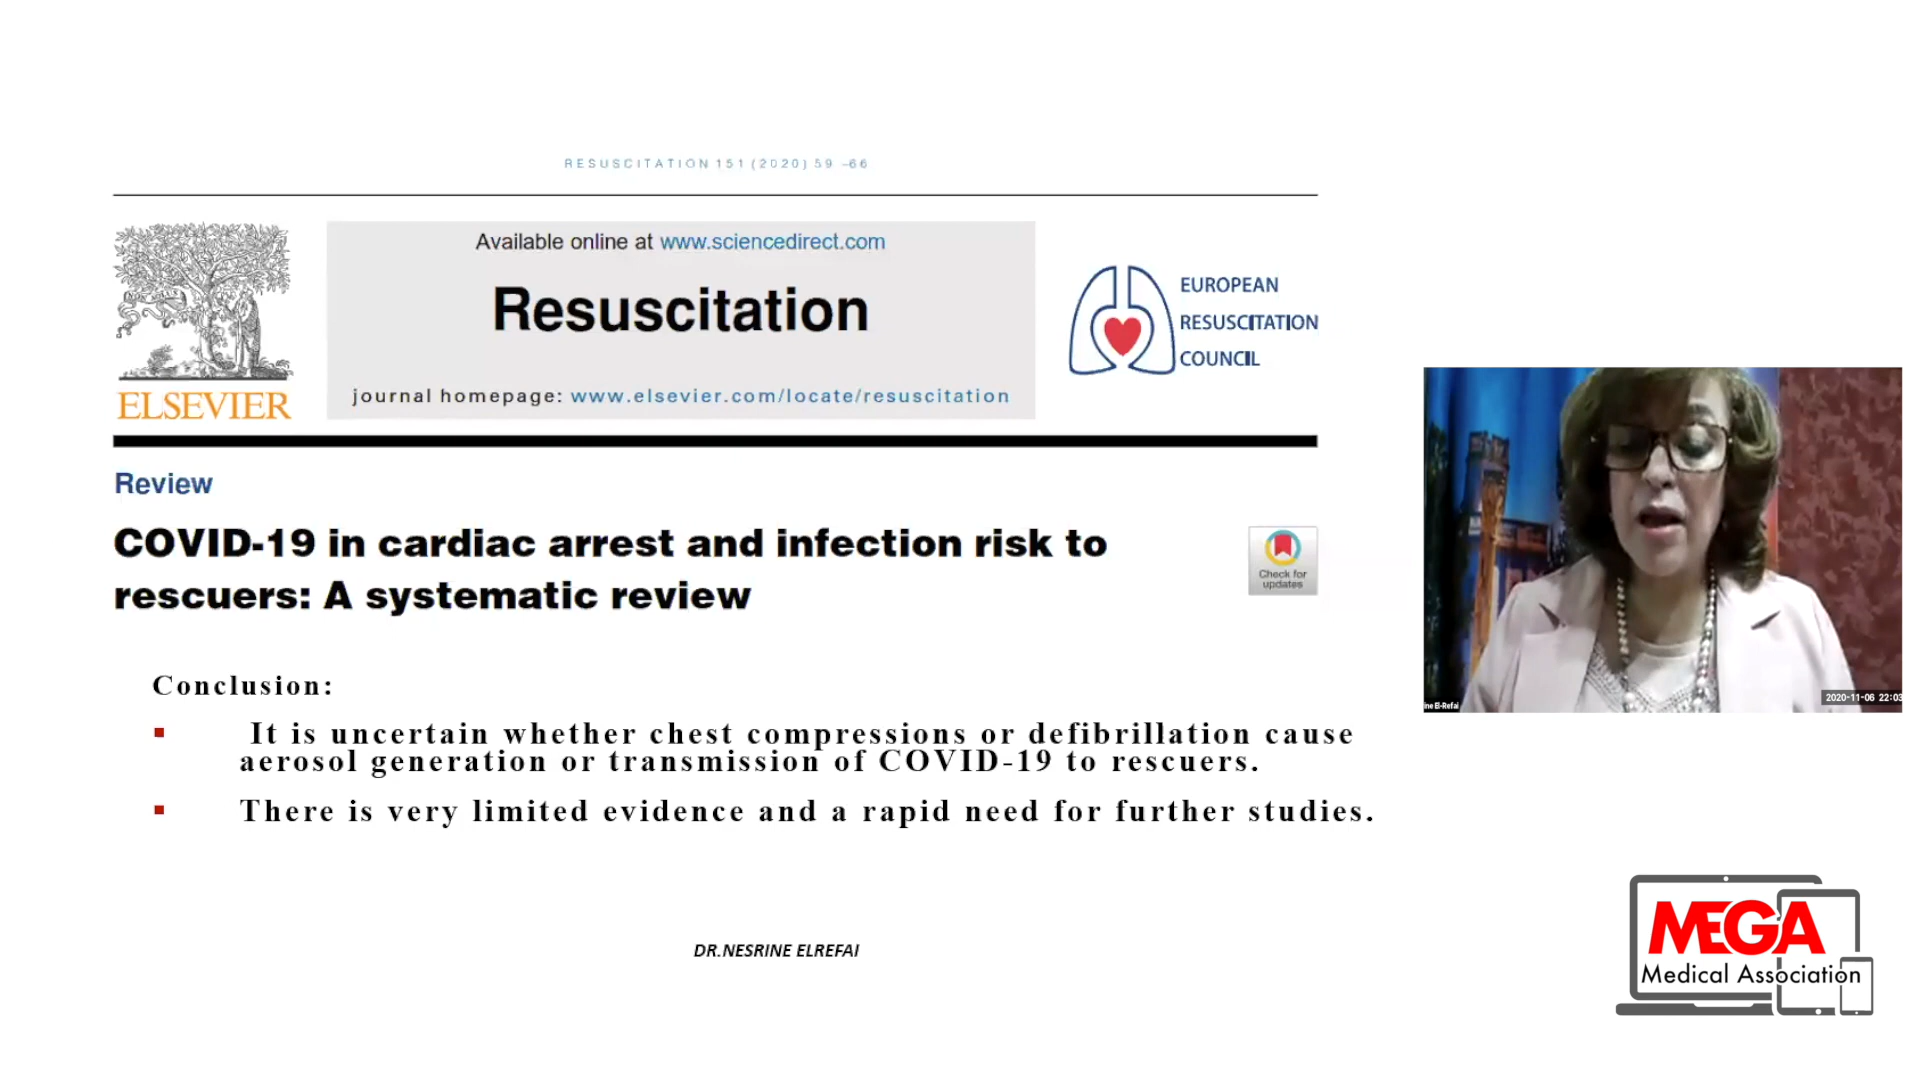 RESUSCITATION 151 (2020) 59 –66
Available online at www.sciencedirect.com
Resuscitation
journal homepage: www.elsevier.com/locate/resuscitation
ELSEVIER
EUROPEAN
RESUSCITATION
COUNCIL
Review
COVID-19 in cardiac arrest and infection risk to
rescuers: A systematic review
Check for
updates
Conclusion:
It is uncertain whether chest compressions or defibrillation cause
aerosol generation or transmission of COVID-19 to rescuers.
There is very limited evidence and a rapid need for further studies.
DR.NESRINE ELREFAI
ine El-Refai
2020-11-06 22:03
MEGA
Medical Association